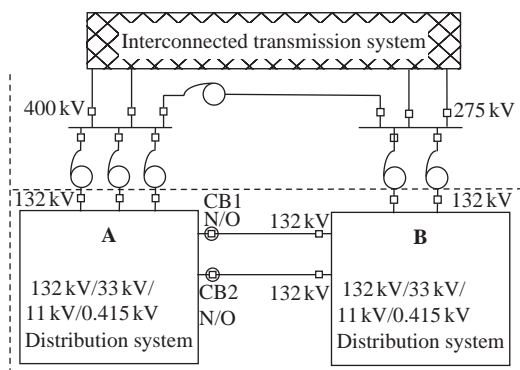 Interconnected transmission system
400 kV
275 kV
132 kV
CB1
N/O
132 kV
132 kV
A
B
CB2
N/O
132 kV
132 kV/33 kV/
11 kV/0.415 kV
Distribution system
132 kV/33 kV/
11 kV/0.415 kV
Distribution system